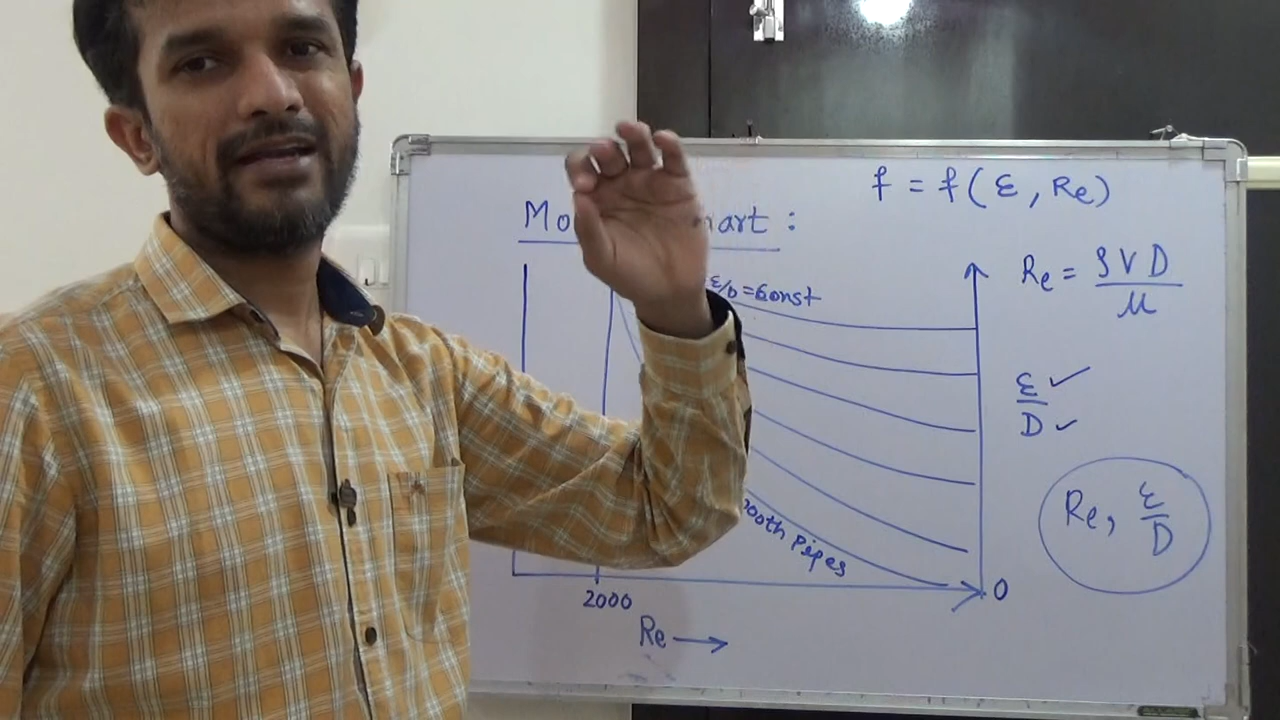 f = f(ε, Re)
Mo art :
ε/D=Const
Re = ρVD
μ
ε ✓
D ✓
Re, ε
D
ooth Pipes
0
2000
Re →